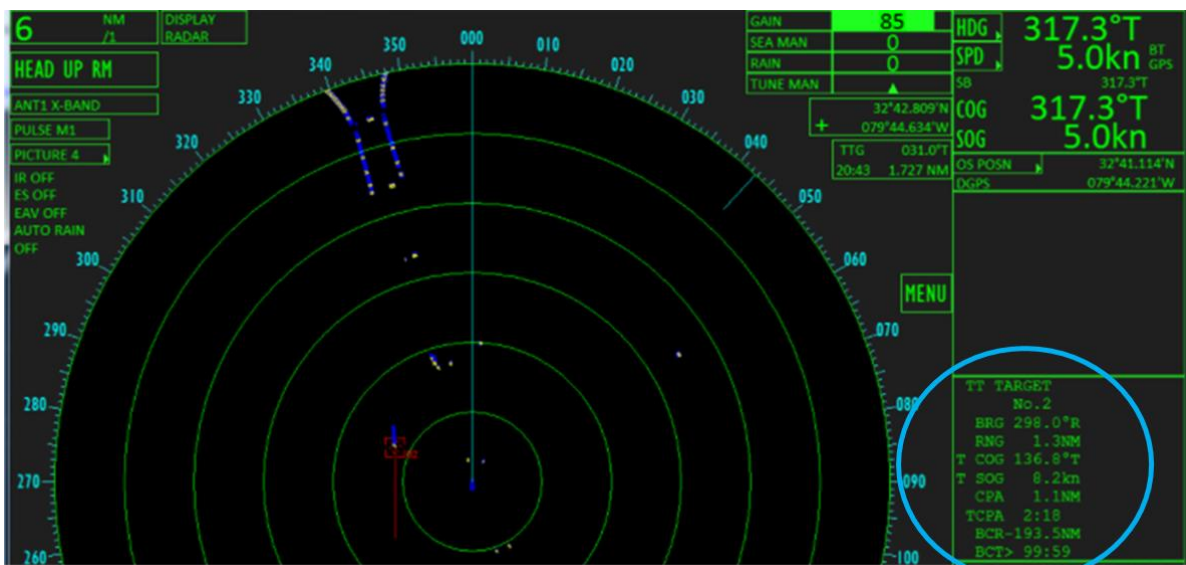 6 NM /1
DISPLAY
RADAR
HEAD UP RM
ANT1 X-BAND
PULSE M1
PICTURE 4
IR OFF
ES OFF
EAV OFF
AUTO RAIN
OFF
260
270
280
290
300
310
320
330
340
350
000
010
020
030
040
050
060
070
080
090
100
GAIN 85
SEA MAN 0
RAIN 0
TUNE MAN ▲
+ 32°42.809'N
079°44.634'W
TTG 031.0°T
20:43 1.727 NM
MENU
HDG 317.3°T
SPD 5.0kn BT GPS
SB 317.3°T
COG 317.3°T
SOG 5.0kn
OS POSN 32°41.114'N
DGPS 079°44.221'W
TT TARGET
No.2
BRG 298.0°R
RNG 1.3NM
T COG 136.8°T
T SOG 8.2kn
CPA 1.1NM
TCPA 2:18
BCR-193.5NM
BCT> 99:59